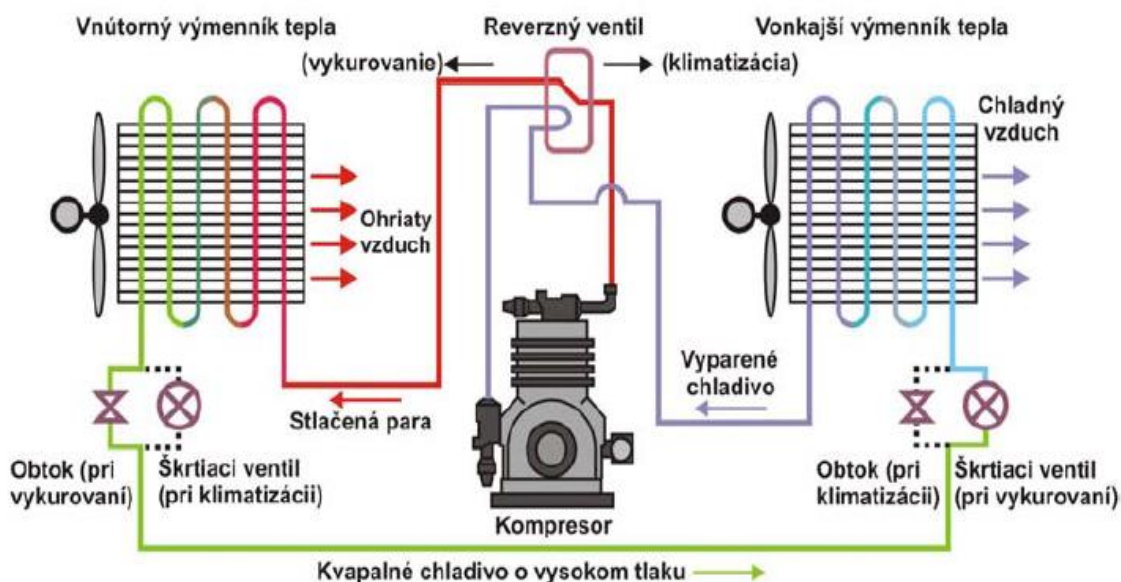 Vnútorný výmenník tepla
Reverzný ventil
Vonkajší výmenník tepla
(vykurovanie)
(klimatizácia)
Chladný
vzduch
Ohriaty
vzduch
Vyparené
chladivo
Stlačená para
Obtok (pri
vykurovaní)
Škrtiaci ventil
(pri klimatizácii)
Kompresor
Obtok (pri
klimatizácii)
Škrtiaci ventil
(pri vykurovaní)
Kvapalné chladivo o vysokom tlaku